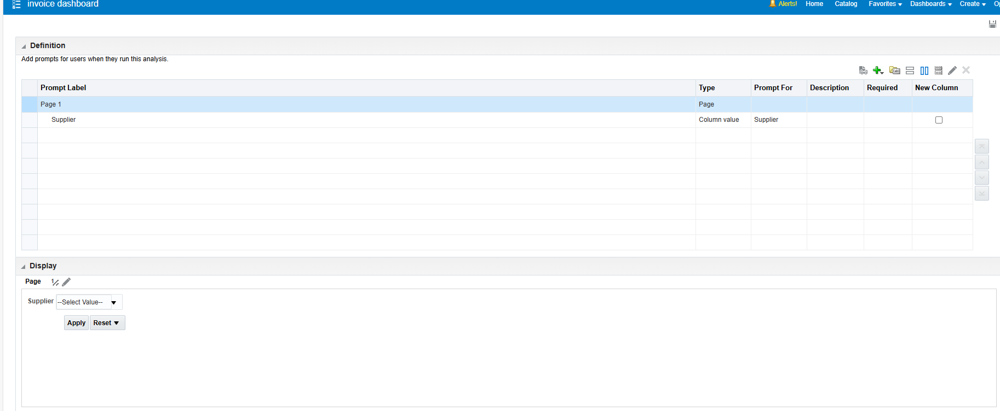 invoice dashboard
Alerts! Home Catalog Favorites Dashboards Create
Definition
Add prompts for users when they run this analysis.
Prompt Label Type Prompt For Description Required New Column
Page 1 Page
Supplier Column value Supplier
Display
Page 1
Supplier --Select Value--
Apply Reset